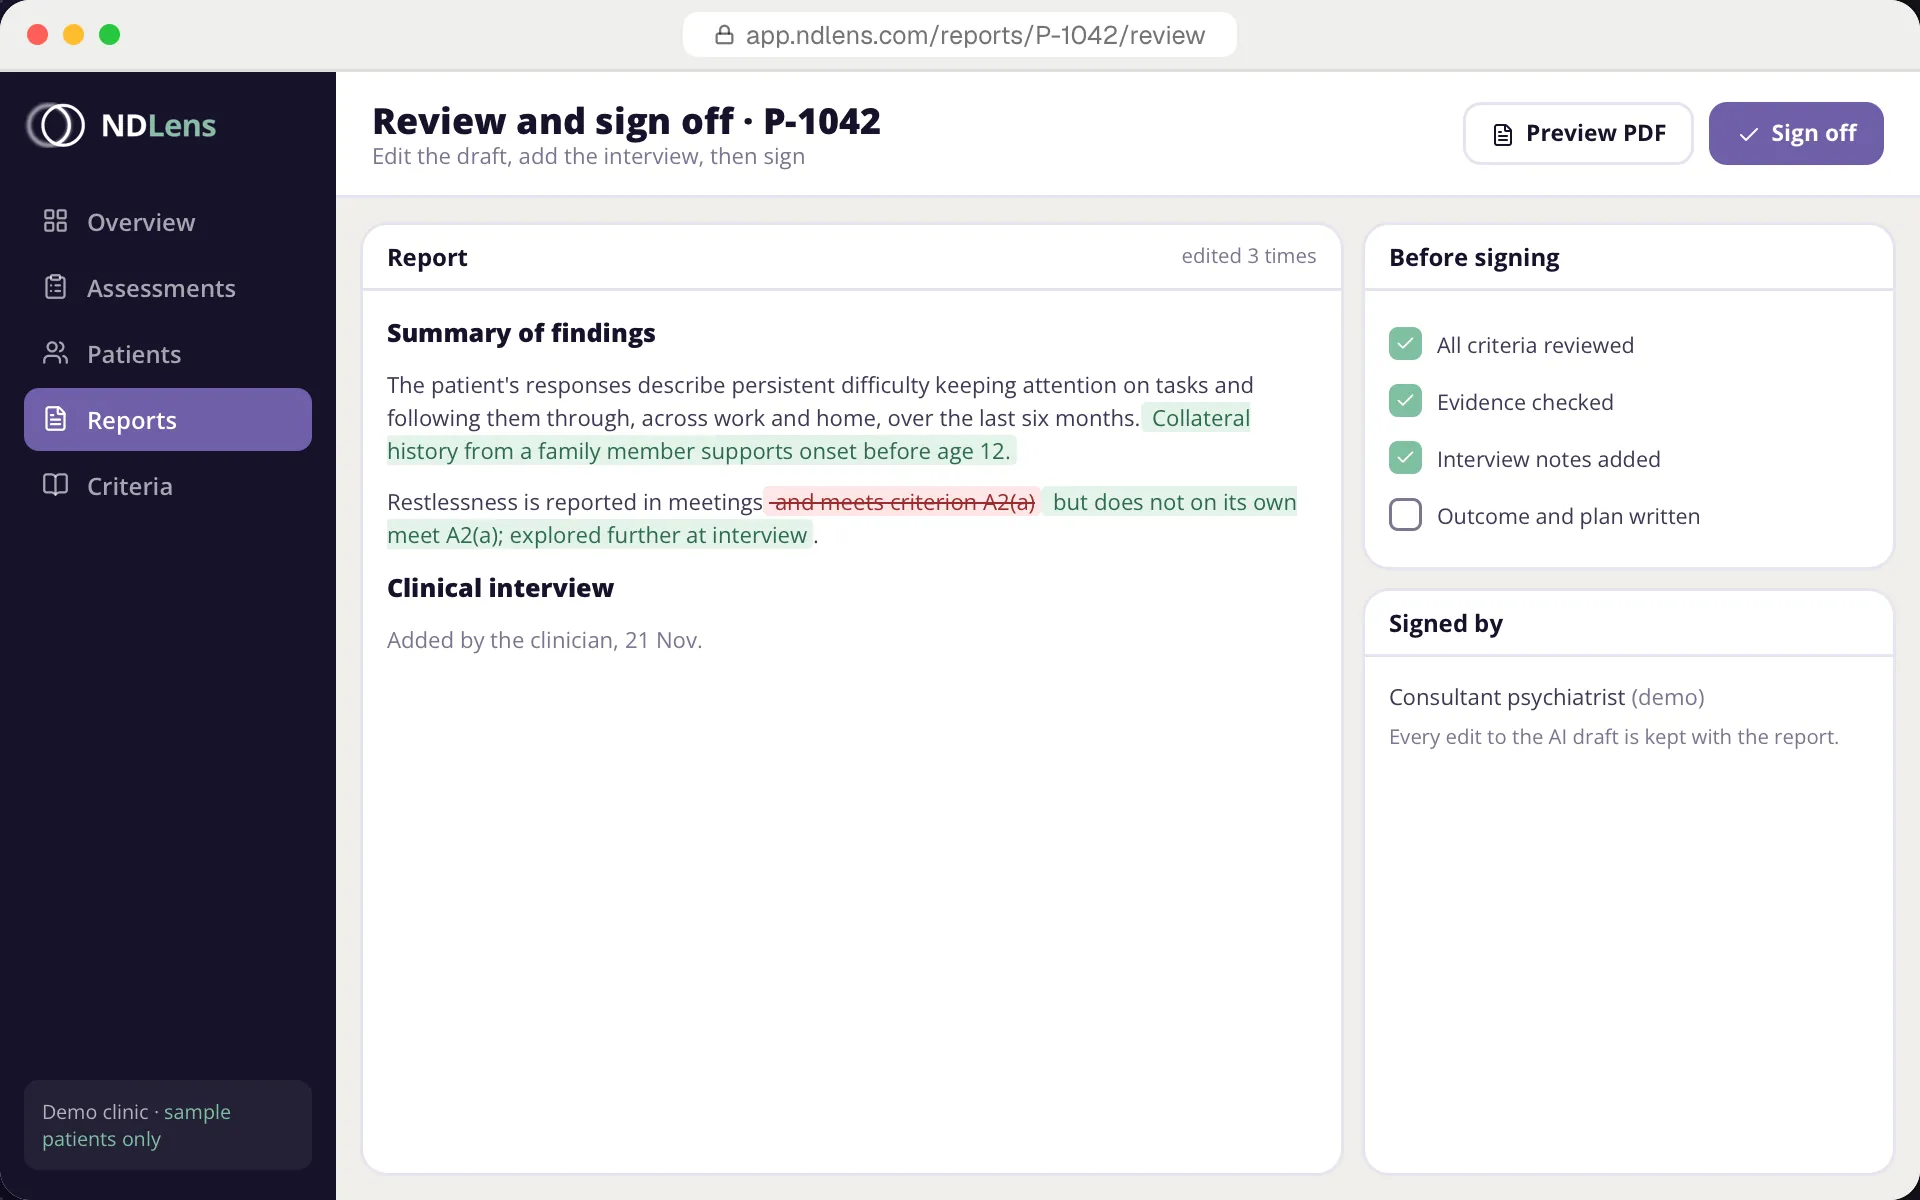 app.ndlens.com/reports/P-1042/review
NDLens
Overview
Assessments
Patients
Reports
Criteria
Demo clinic · sample
patients only
Review and sign off · P-1042
Edit the draft, add the interview, then sign
Preview PDF
Sign off
Report
edited 3 times
Summary of findings
The patient's responses describe persistent difficulty keeping attention on tasks and
following them through, across work and home, over the last six months. Collateral
history from a family member supports onset before age 12.
Restlessness is reported in meetings and meets criterion A2(a) but does not on its own
meet A2(a); explored further at interview .
Clinical interview
Added by the clinician, 21 Nov.
Before signing
All criteria reviewed
Evidence checked
Interview notes added
Outcome and plan written
Signed by
Consultant psychiatrist (demo)
Every edit to the AI draft is kept with the report.